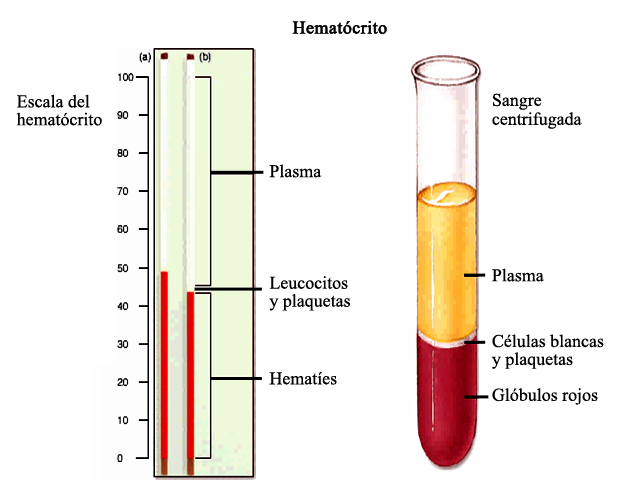 Hematócrito
(a)
(b)
Escala del
hematócrito
100
90
80
70
60
50
40
30
20
10
0
Plasma
Leucocitos
y plaquetas
Hematíes
Sangre
centrifugada
Plasma
Células blancas
y plaquetas
Glóbulos rojos